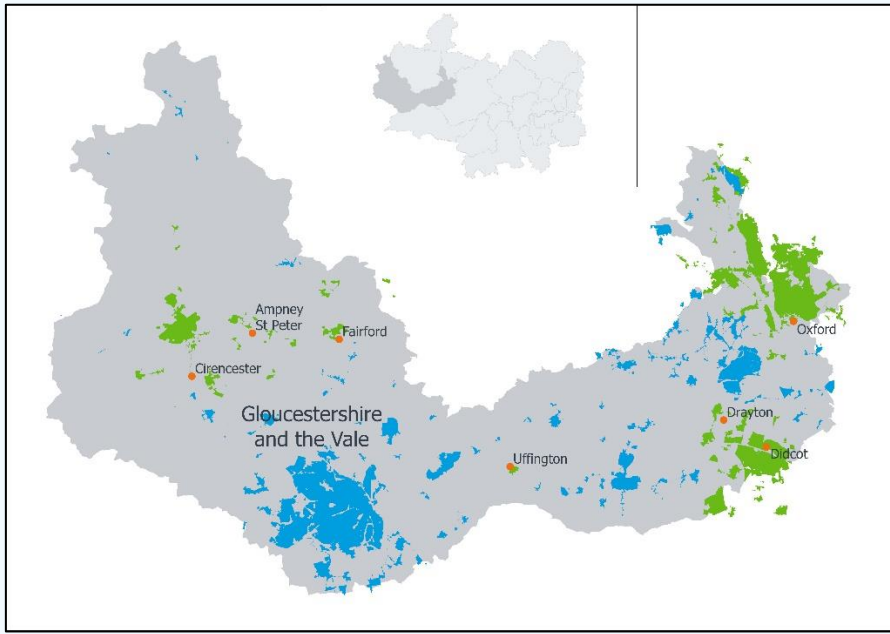 Ampney
St Peter
Fairford
Cirencester
Oxford
Gloucestershire
and the Vale
Drayton
Didcot
Uffington